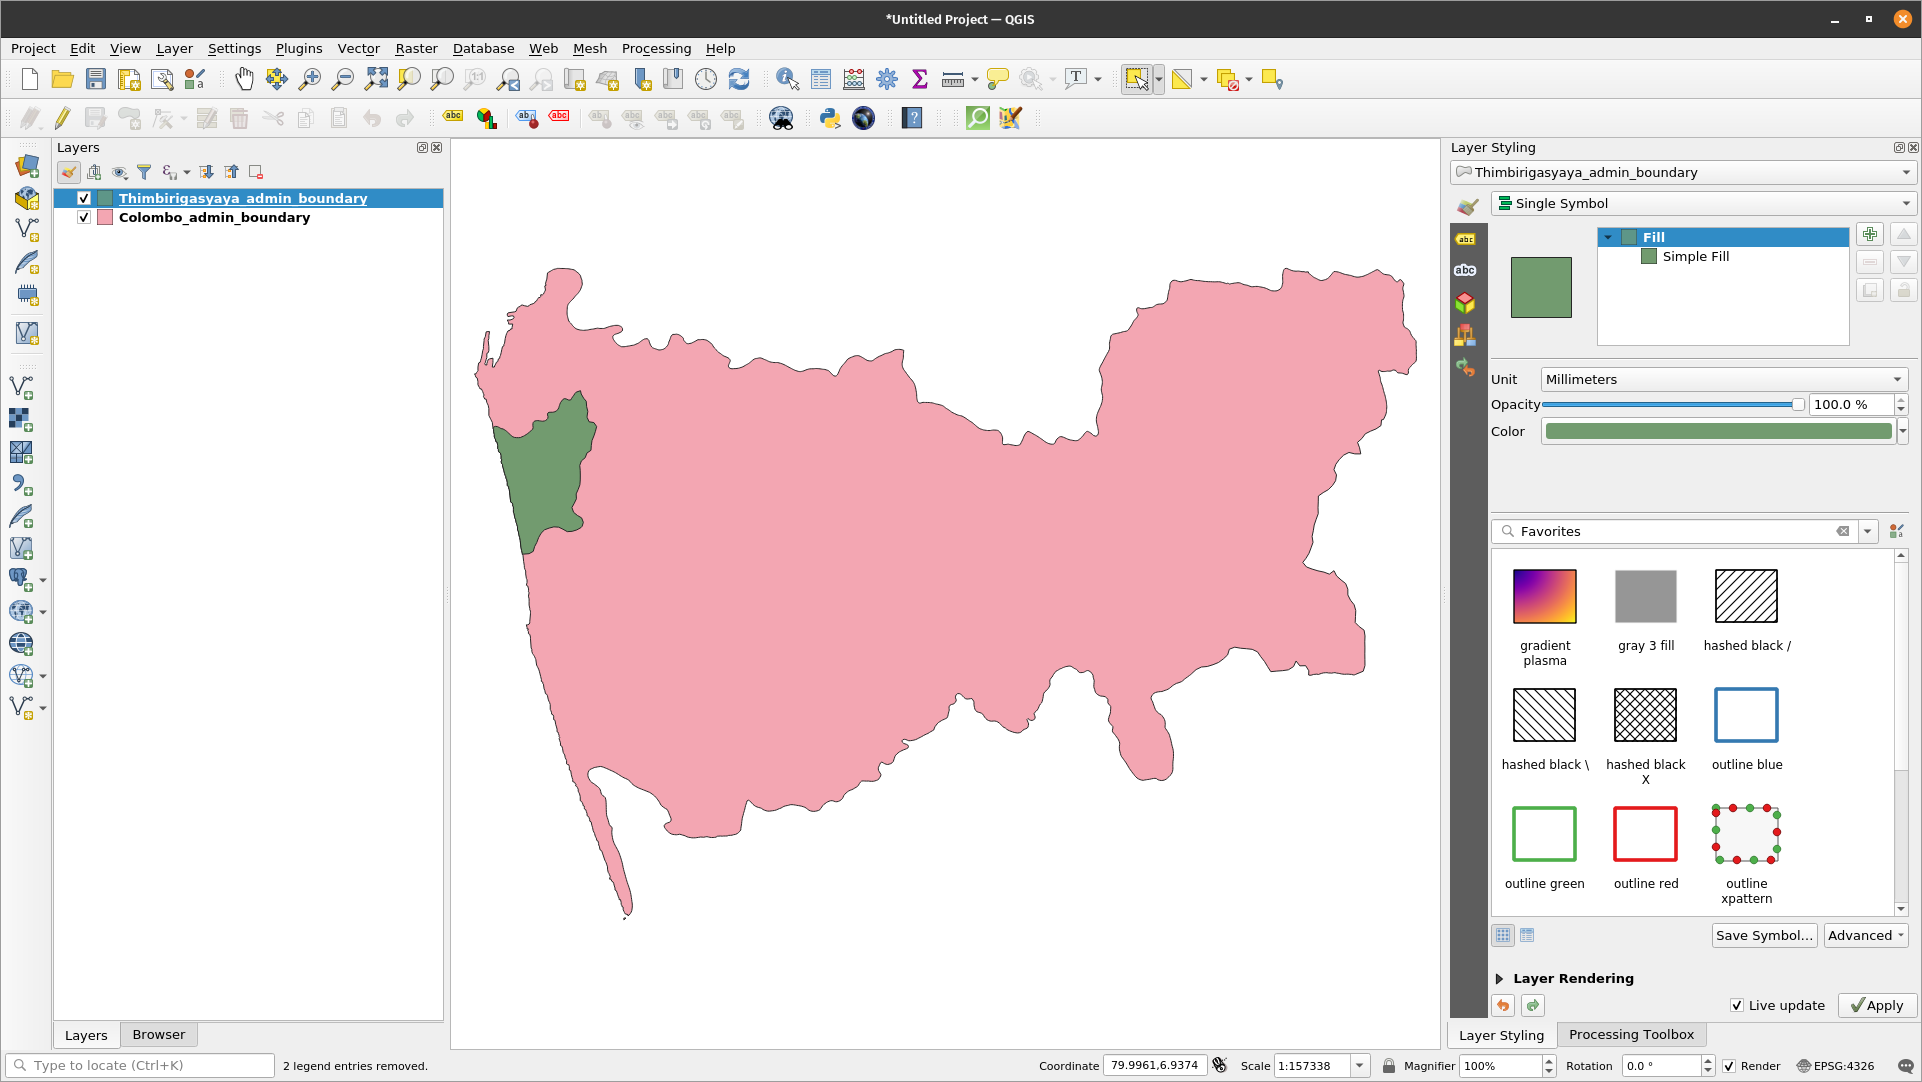 *Untitled Project — QGIS
Project Edit View Layer Settings Plugins Vector Raster Database Web Mesh Processing Help
Layers
Thimbirigasyaya_admin_boundary
Colombo_admin_boundary
Layers Browser
Layer Styling
Thimbirigasyaya_admin_boundary
Single Symbol
Fill
Simple Fill
Unit Millimeters
Opacity 100.0 %
Color
Favorites
gradient plasma
gray 3 fill
hashed black /
hashed black \
hashed black X
outline blue
outline green
outline red
outline xpattern
Save Symbol... Advanced
Layer Rendering
Live update Apply
Layer Styling Processing Toolbox
Type to locate (Ctrl+K) 2 legend entries removed. Coordinate 79.9961,6.9374 Scale 1:157338 Magnifier 100% Rotation 0.0 ° Render EPSG:4326